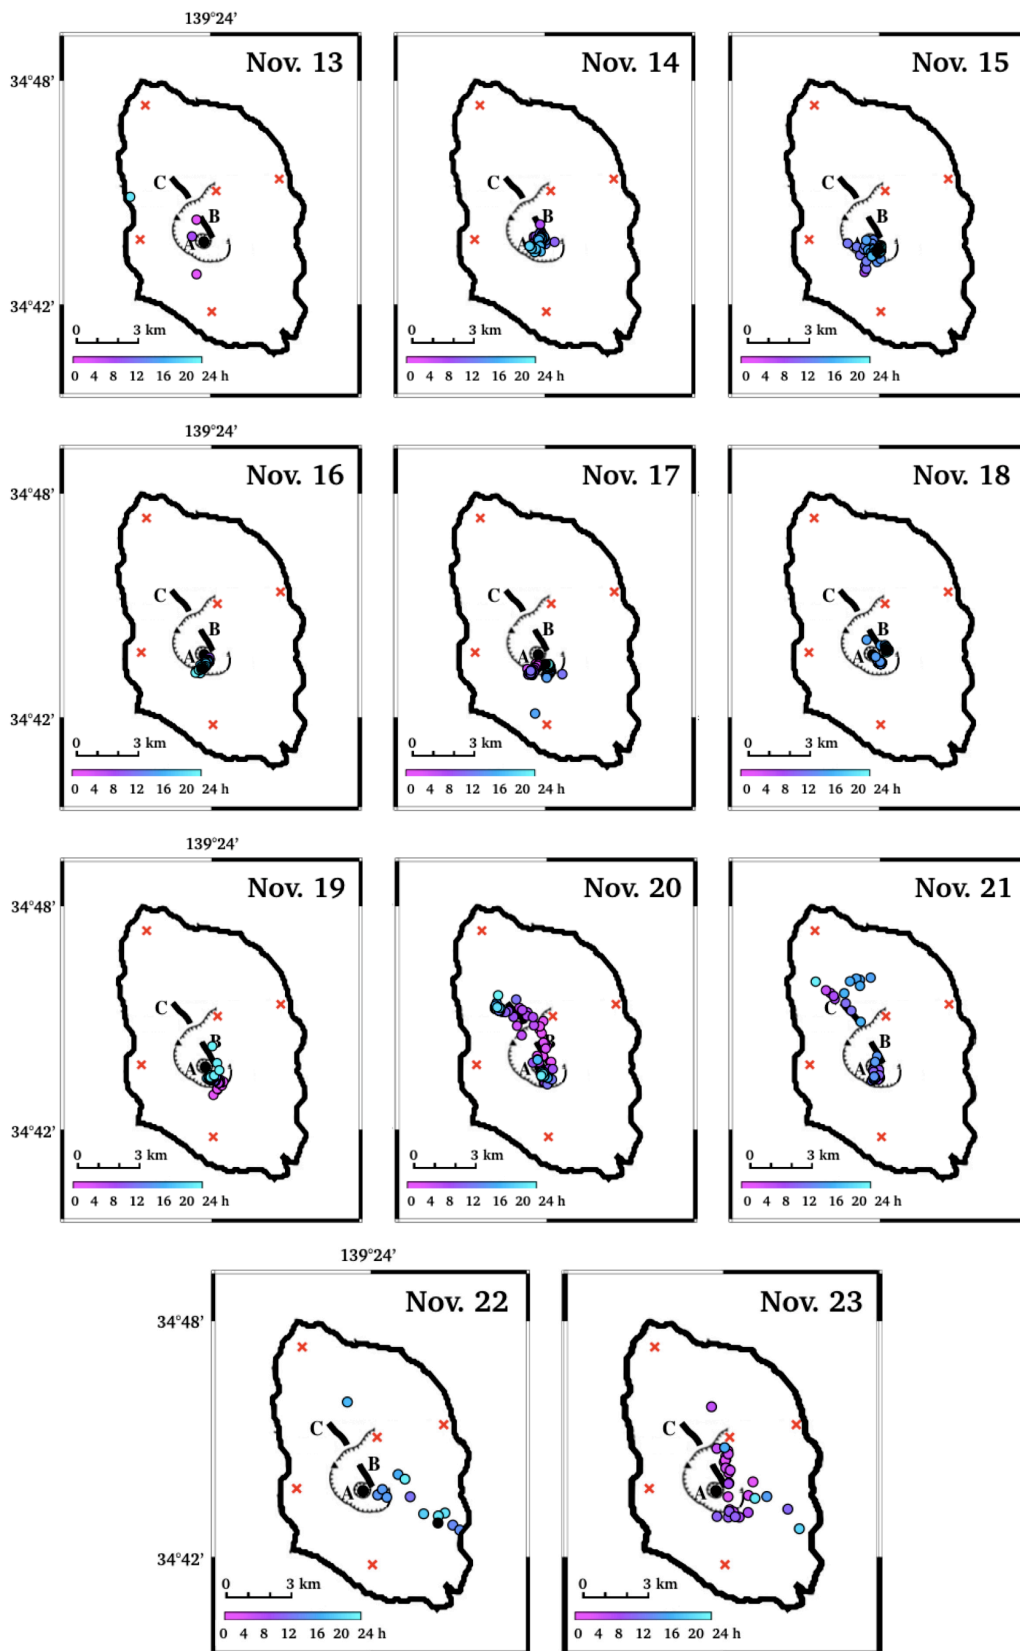 139°24'
Nov. 13
Nov. 14
Nov. 15
34°48'
C
B
A
C
B
C
B
A
34°42'
0 3 km
0 3 km
0 3 km
0 4 8 12 16 20 24 h
0 4 8 12 16 20 24 h
0 4 8 12 16 20 24 h
139°24'
Nov. 16
Nov. 17
Nov. 18
34°48'
C
B
A
C
B
A
C
B
A
34°42'
0 3 km
0 3 km
0 3 km
0 4 8 12 16 20 24 h
0 4 8 12 16 20 24 h
0 4 8 12 16 20 24 h
139°24'
Nov. 19
Nov. 20
Nov. 21
34°48'
C
B
A
B
A
C
B
34°42'
0 3 km
0 3 km
0 3 km
0 4 8 12 16 20 24 h
0 4 8 12 16 20 24 h
0 4 8 12 16 20 24 h
139°24'
Nov. 22
Nov. 23
34°48'
C
B
A
C
A
34°42'
0 3 km
0 3 km
0 4 8 12 16 20 24 h
0 4 8 12 16 20 24 h